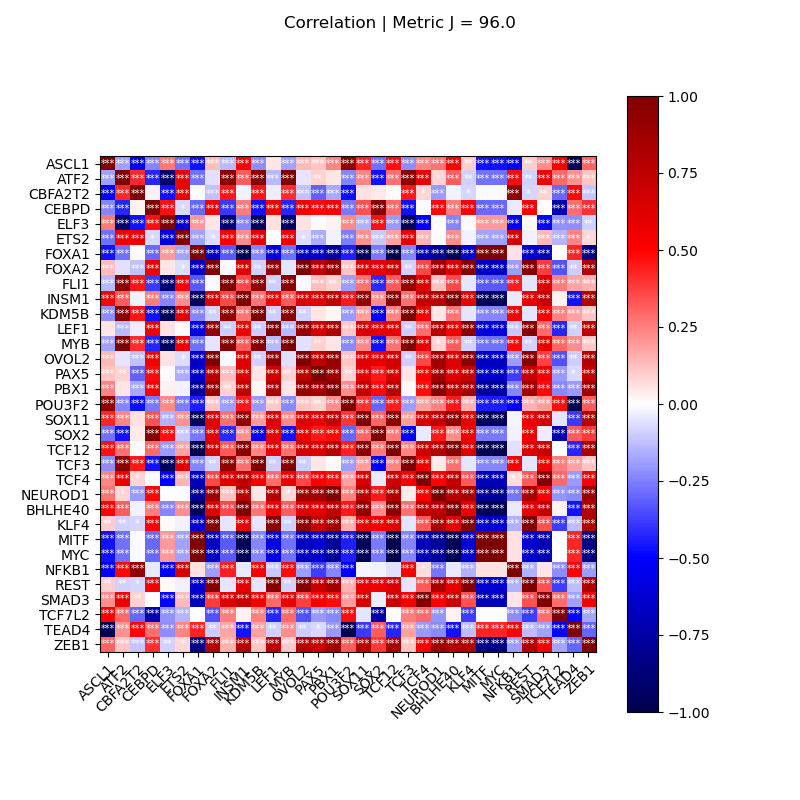 Correlation | Metric J = 96.0
ASCL1
ATF2
CBFA2T2
CEBPD
ELF3
ETS2
FOXA1
FOXA2
FLI1
INSM1
KDM5B
LEF1
MYB
OVOL2
PAX5
PBX1
POU3F2
SOX11
SOX2
TCF12
TCF3
TCF4
NEUROD1
BHLHE40
KLF4
MITF
MYC
NFKB1
REST
SMAD3
TCF7L2
TEAD4
ZEB1
ASCL1
ATF2
CBFA2T2
CEBPD
ELF3
ETS2
FOXA1
FOXA2
FLI1
INSM1
KDM5B
LEF1
MYB
OVOL2
PAX5
PBX1
POU3F2
SOX11
SOX2
TCF12
TCF3
TCF4
NEUROD1
BHLHE40
KLF4
MITF
MYC
NFKB1
REST
SMAD3
TCF7L2
TEAD4
ZEB1
1.00
0.75
0.50
0.25
0.00
−0.25
−0.50
−0.75
−1.00